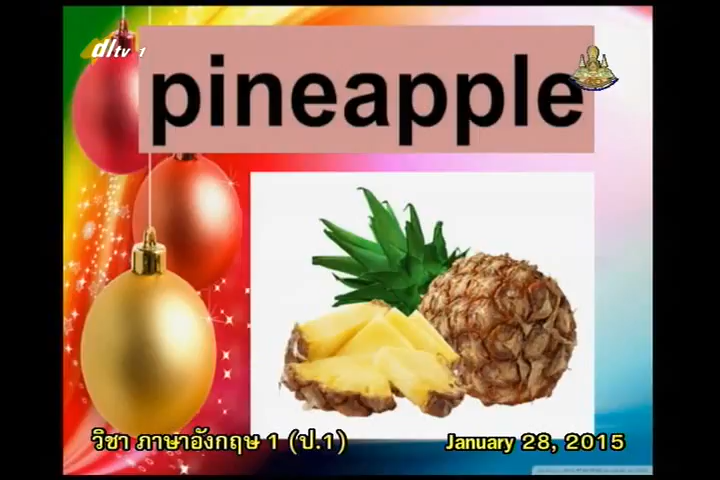 dltv 1
pineapple
วิชา ภาษาอังกฤษ 1 (ป.1)
January 28, 2015